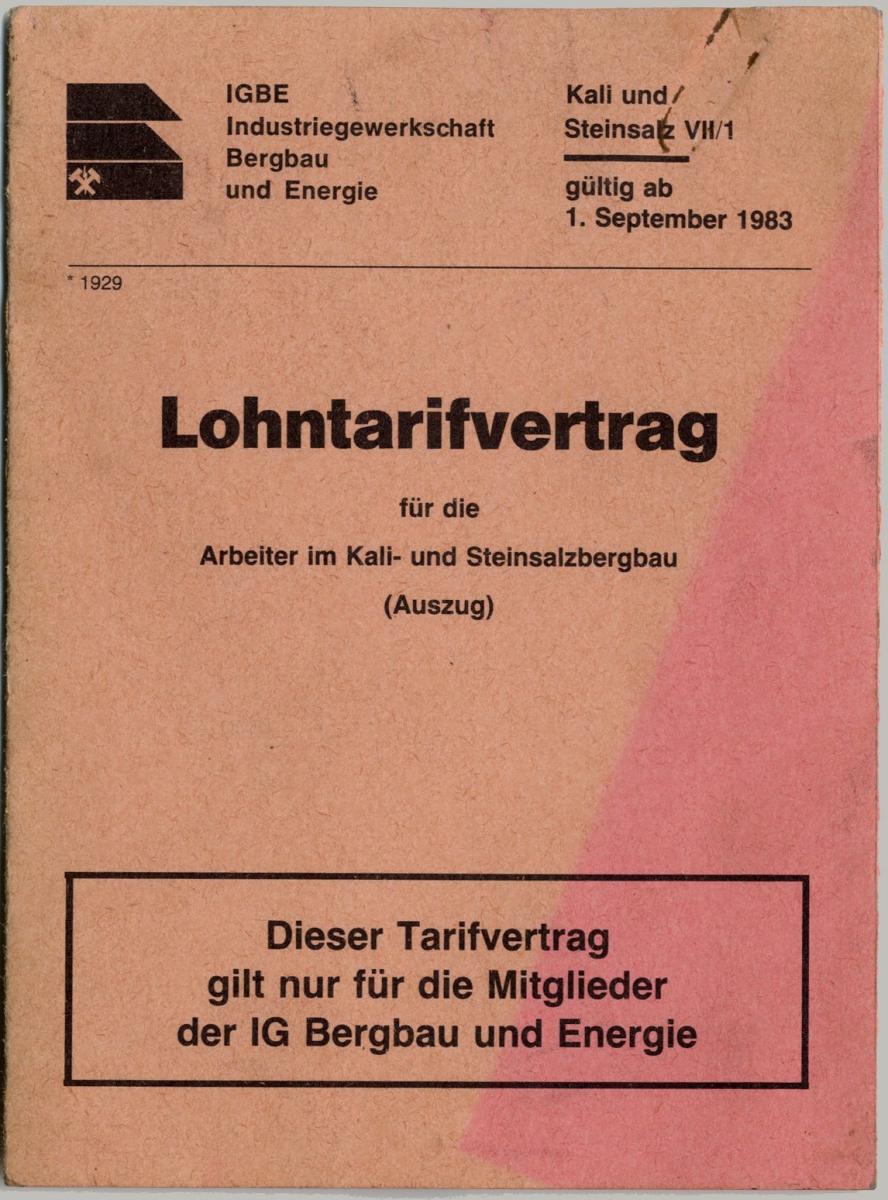 IGBE
Industriegewerkschaft
Bergbau
und Energie
Kali und
Steinsalz VII/1
gültig ab
1. September 1983
* 1929
Lohntarifvertrag
für die
Arbeiter im Kali- und Steinsalzbergbau
(Auszug)
Dieser Tarifvertrag
gilt nur für die Mitglieder
der IG Bergbau und Energie